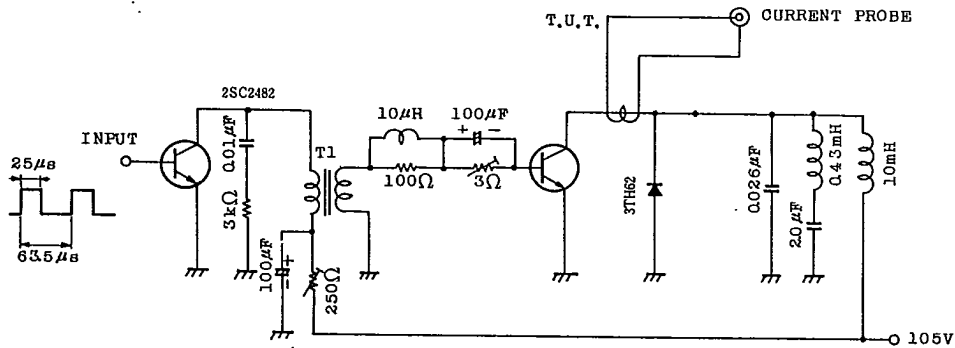 T.U.T.
CURRENT PROBE
2SC2482
10μH
100μF
+ −
INPUT
0.01μF
T1
25μs
100Ω
3Ω
3TH62
0.026μF
0.43mH
10mH
3kΩ
2.0μF
63.5μs
100μF
− +
250Ω
105V